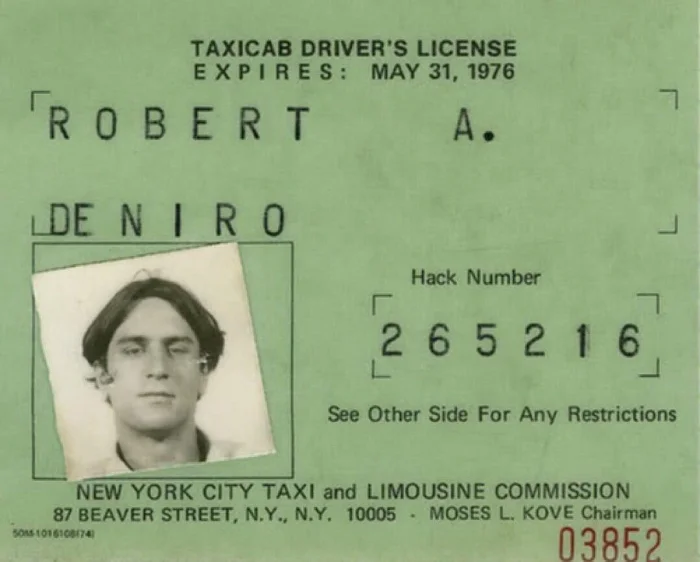 TAXICAB DRIVER'S LICENSE
EXPIRES: MAY 31, 1976
ROBERT A.
DE NIRO
Hack Number
265216
See Other Side For Any Restrictions
NEW YORK CITY TAXI and LIMOUSINE COMMISSION
87 BEAVER STREET, N.Y., N.Y. 10005 - MOSES L. KOVE Chairman
03852